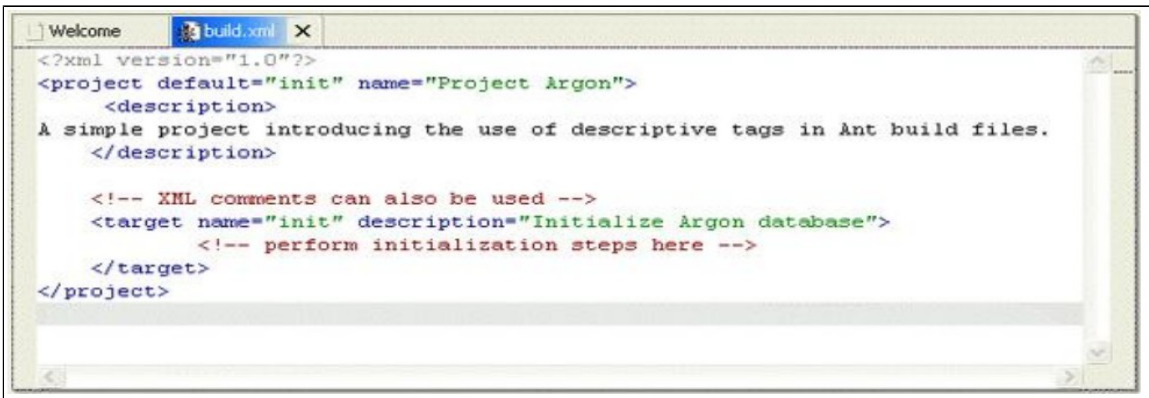 Welcome build.xml
<?xml version="1.0"?>
<project default="init" name="Project Argon">
<description>
A simple project introducing the use of descriptive tags in Ant build files.
</description>
<!-- XML comments can also be used -->
<target name="init" description="Initialize Argon database">
<!-- perform initialization steps here -->
</target>
</project>